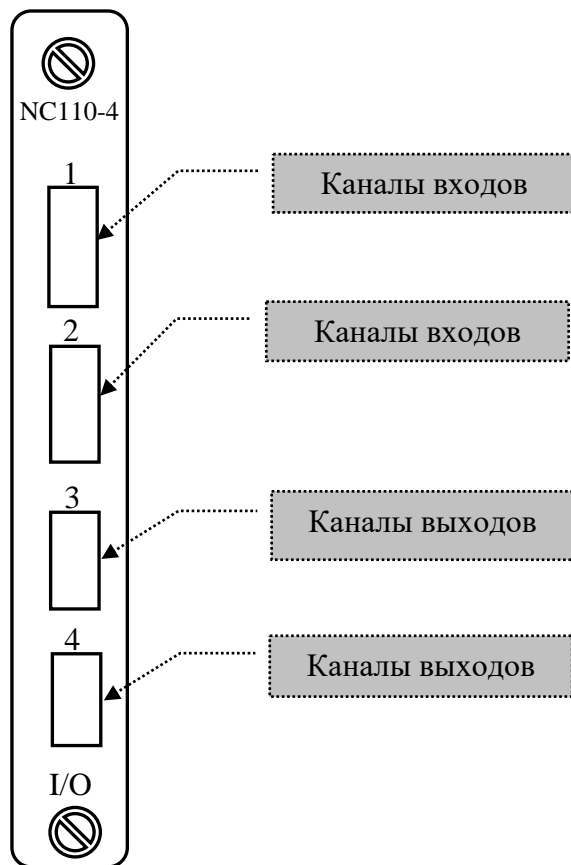 NC110-4
1
Каналы входов
2
Каналы входов
3
Каналы выходов
4
Каналы выходов
I/O